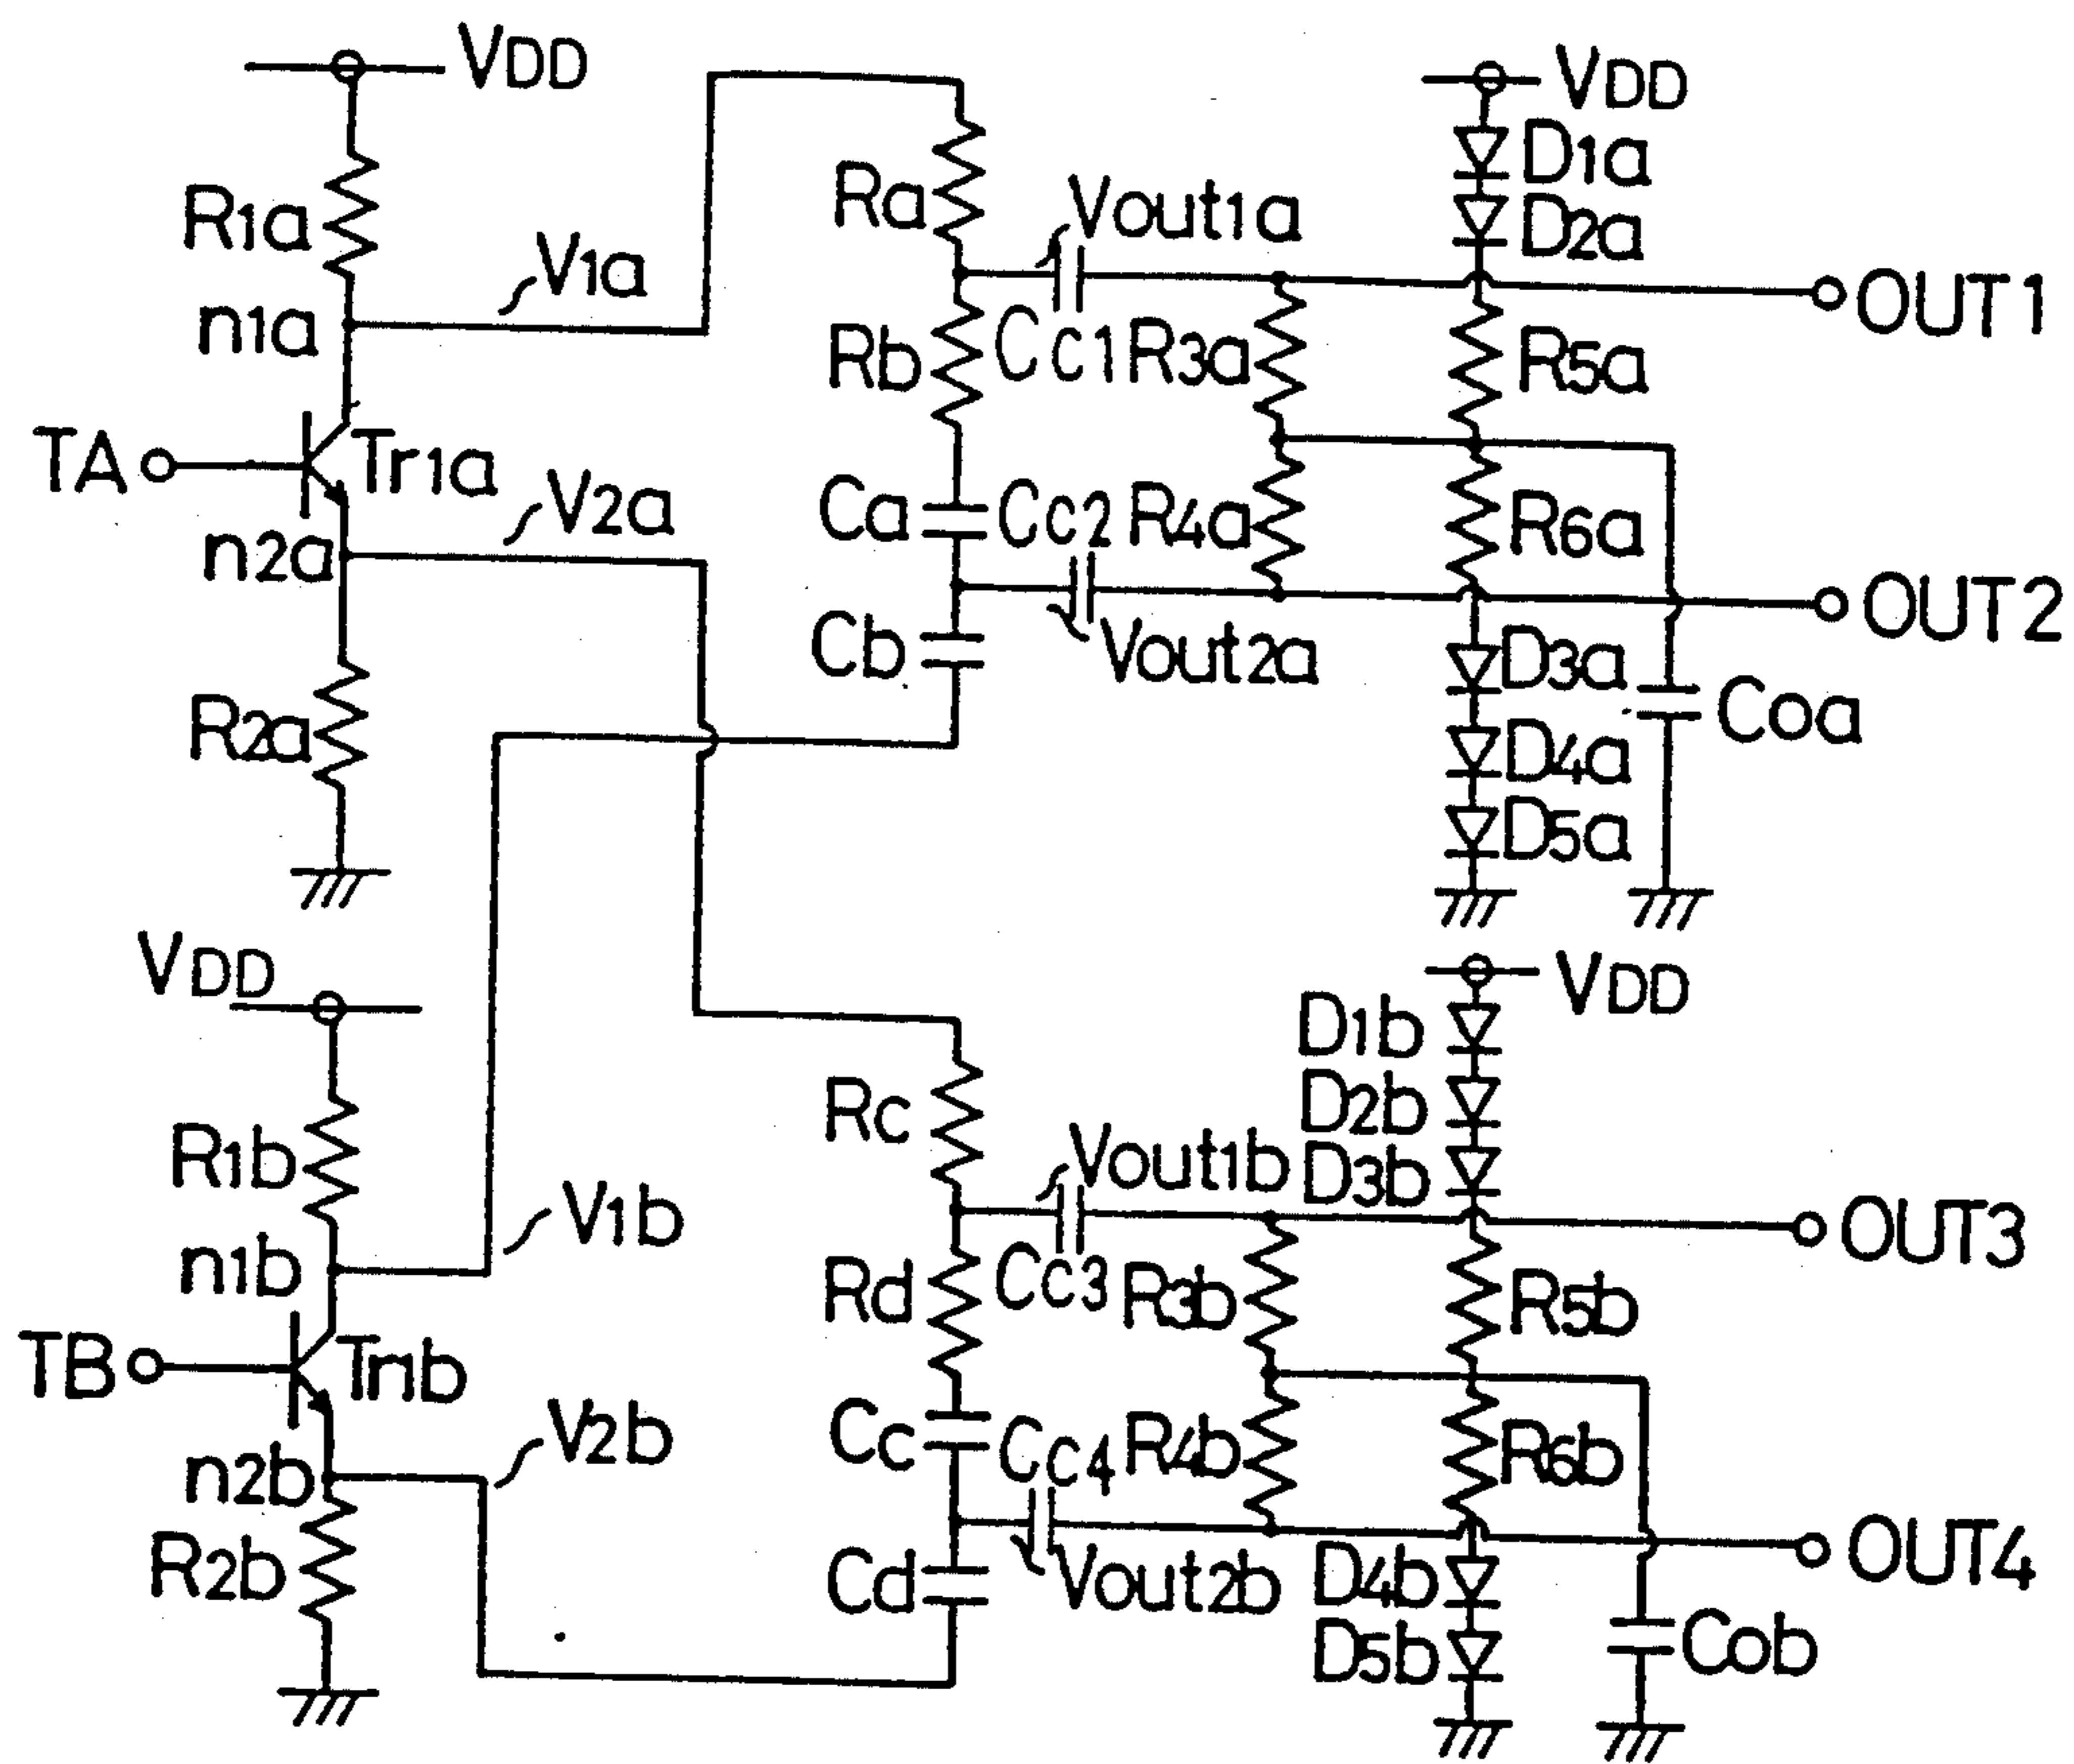 VDD
VDD
D1a
Ra
Vout1a
D2a
R1a
V1a
OUT1
n1a
Rb
Cc1
R3a
R5a
TA
Tr1a
V2a
Ca
Cc2
R4a
R6a
n2a
OUT2
Cb
Vout2a
D3a
R2a
Coa
D4a
D5a
VDD
VDD
D1b
Rc
D2b
R1b
Vout1b
D3b
V1b
OUT3
n1b
Rd
Cc3
R3b
R5b
TB
Tr1b
V2b
Cc
Cc4
R4b
R6b
n2b
R2b
Cd
Vout2b
D4b
OUT4
D5b
Cob